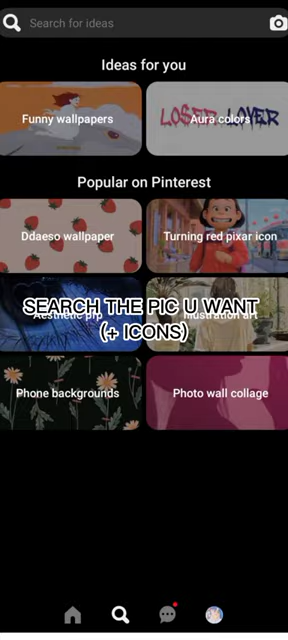 Search for ideas
Ideas for you
Funny wallpapers
Aura colors
LOSER LOVER
Popular on Pinterest
Ddaeso wallpaper
Turning red pixar icon
SEARCH THE PIC U WANT
(+ ICONS)
Aesthetic pfp
Illustration art
Phone backgrounds
Photo wall collage